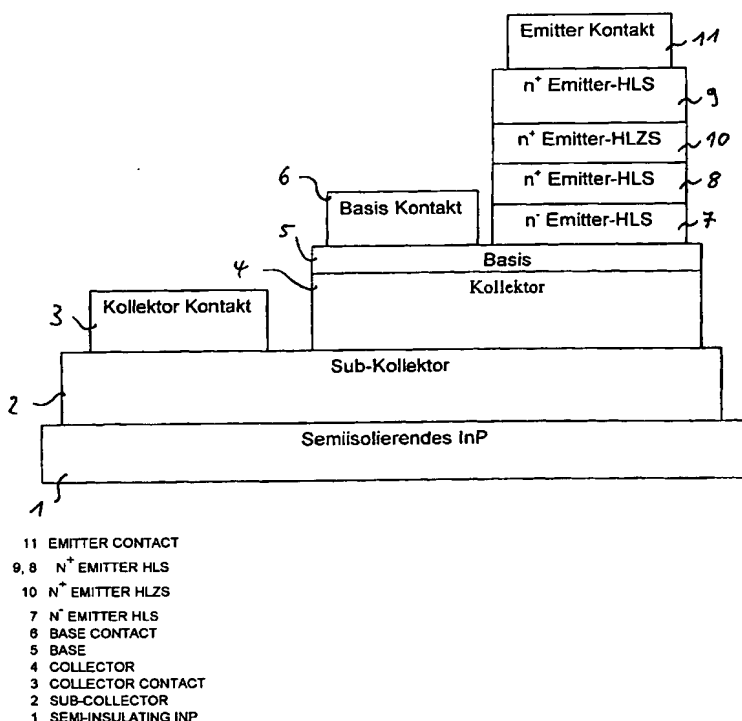 Emitter Kontakt
11
n⁺ Emitter-HLS
9
n⁺ Emitter-HLZS
10
n⁺ Emitter-HLS
8
n⁻ Emitter-HLS
7
6
Basis Kontakt
5
Basis
4
Kollektor
3
Kollektor Kontakt
Sub-Kollektor
2
Semiisolierendes InP
1
11 EMITTER CONTACT
9, 8 N⁺ EMITTER HLS
10 N⁺ EMITTER HLZS
7 N⁻ EMITTER HLS
6 BASE CONTACT
5 BASE
4 COLLECTOR
3 COLLECTOR CONTACT
2 SUB-COLLECTOR
1 SEMI-INSULATING INP